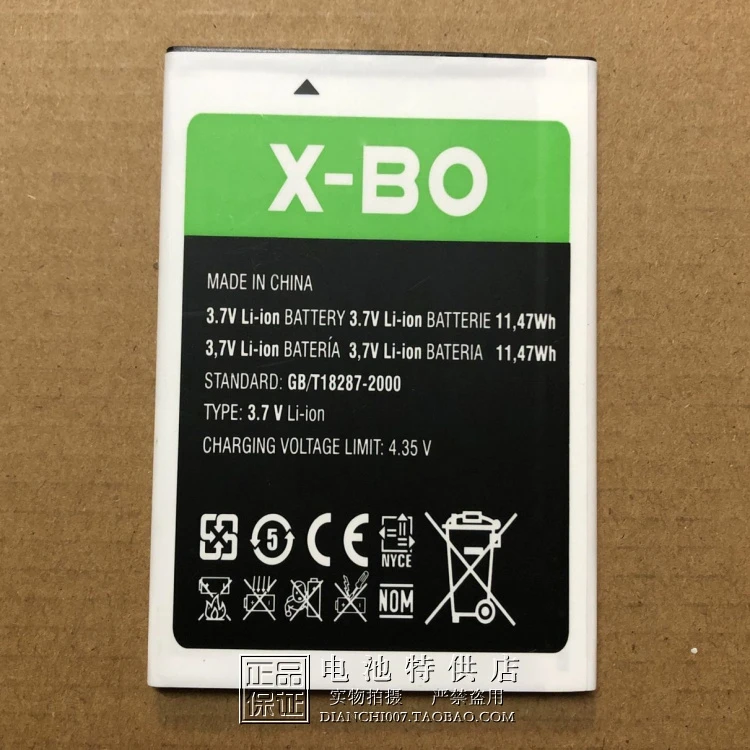 X-BO
MADE IN CHINA
3.7V Li-ion BATTERY 3.7V Li-ion BATTERIE 11,47Wh
3,7V Li-ion BATERÍA 3,7V Li-ion BATERIA 11,47Wh
STANDARD: GB/T18287-2000
TYPE: 3.7 V Li-ion
CHARGING VOLTAGE LIMIT: 4.35 V
5
CE
NYCE
NOM
正品保证
电池特供店
实物拍摄 严禁盗用
DIANCHI007.TAOBAO.COM